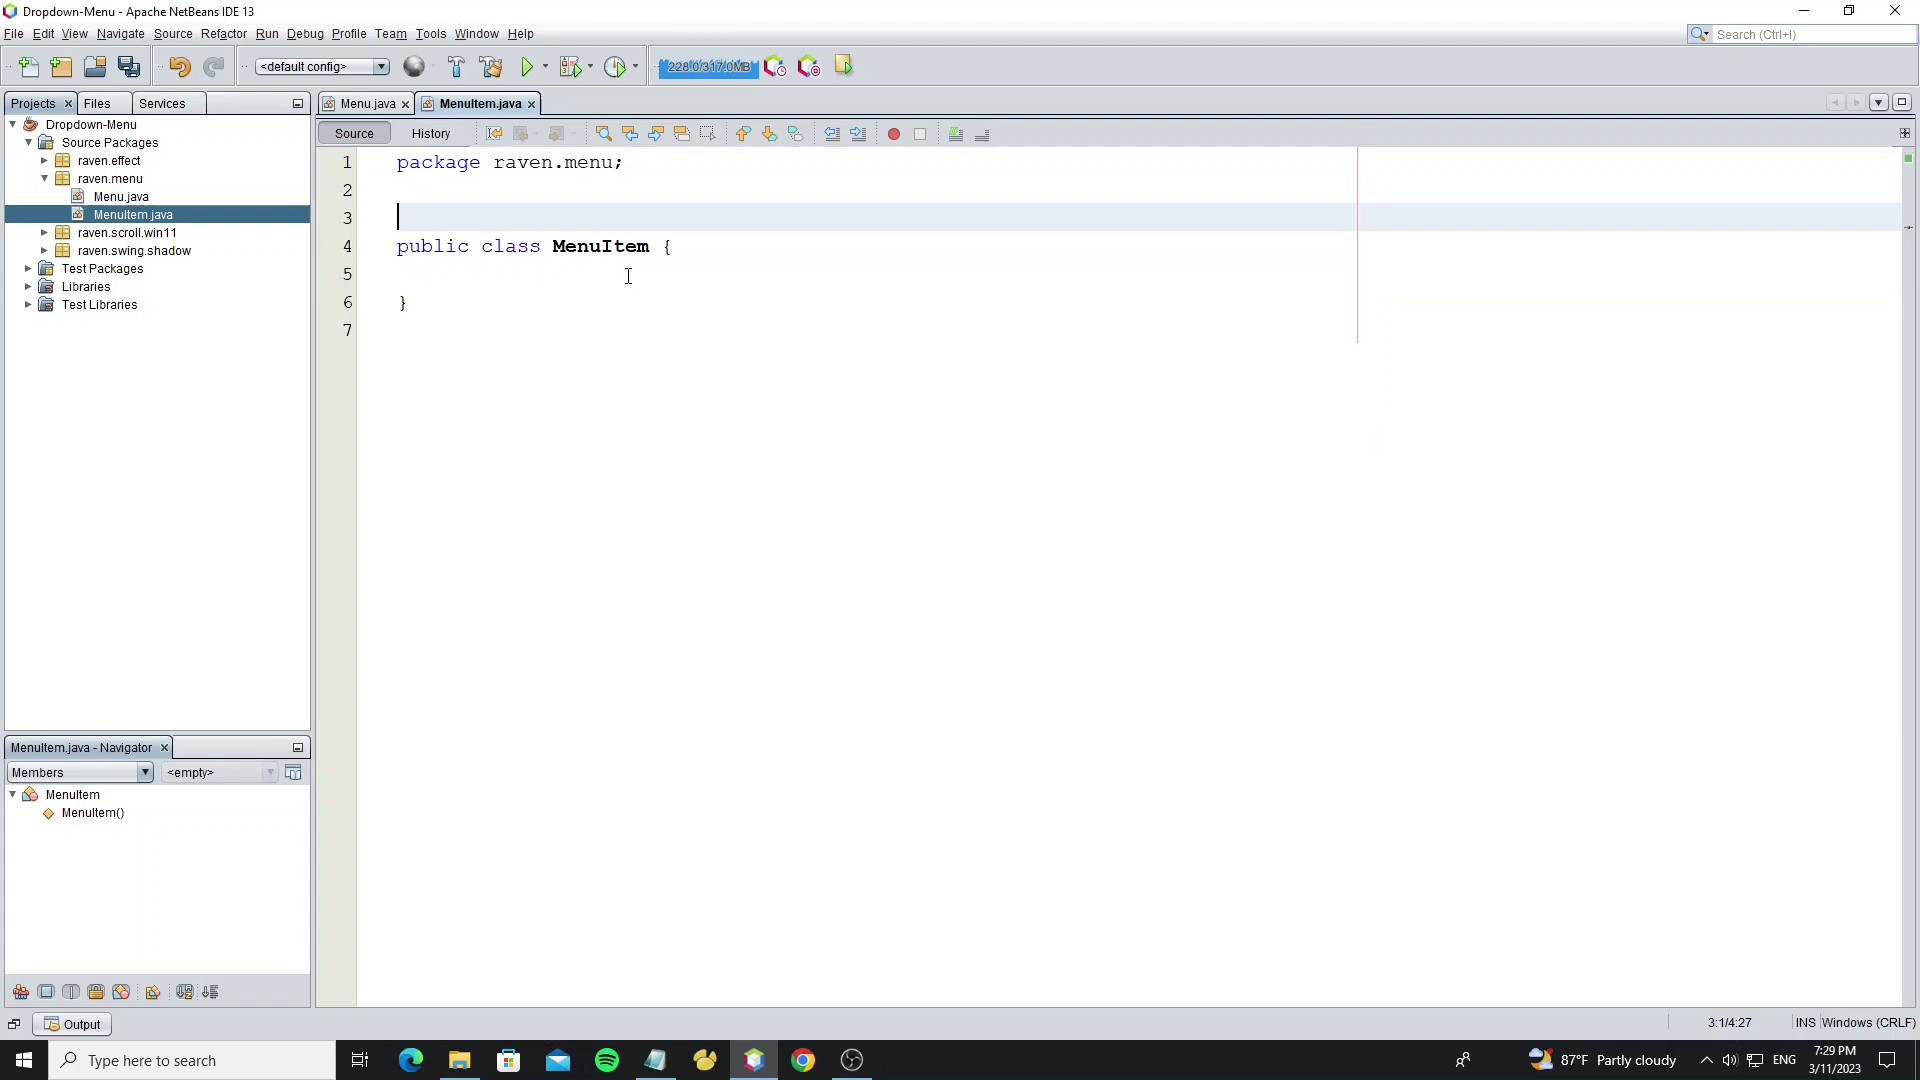 Dropdown-Menu - Apache NetBeans IDE 13
File Edit View Navigate Source Refactor Run Debug Profile Team Tools Window Help
Search (Ctrl+I)
<default config>
228.0/317.0MB
Projects Files Services
Menu.java MenuItem.java
Dropdown-Menu
Source Packages
raven.effect
raven.menu
Menu.java
MenuItem.java
raven.scroll.win11
raven.swing.shadow
Test Packages
Libraries
Test Libraries
Source History
1 package raven.menu;
2
3
4 public class MenuItem {
5
6 }
7
MenuItem.java - Navigator
Members <empty>
MenuItem
MenuItem()
Output
3:1/4:27 INS Windows (CRLF)
Type here to search
87°F Partly cloudy
ENG
7:29 PM
3/11/2023